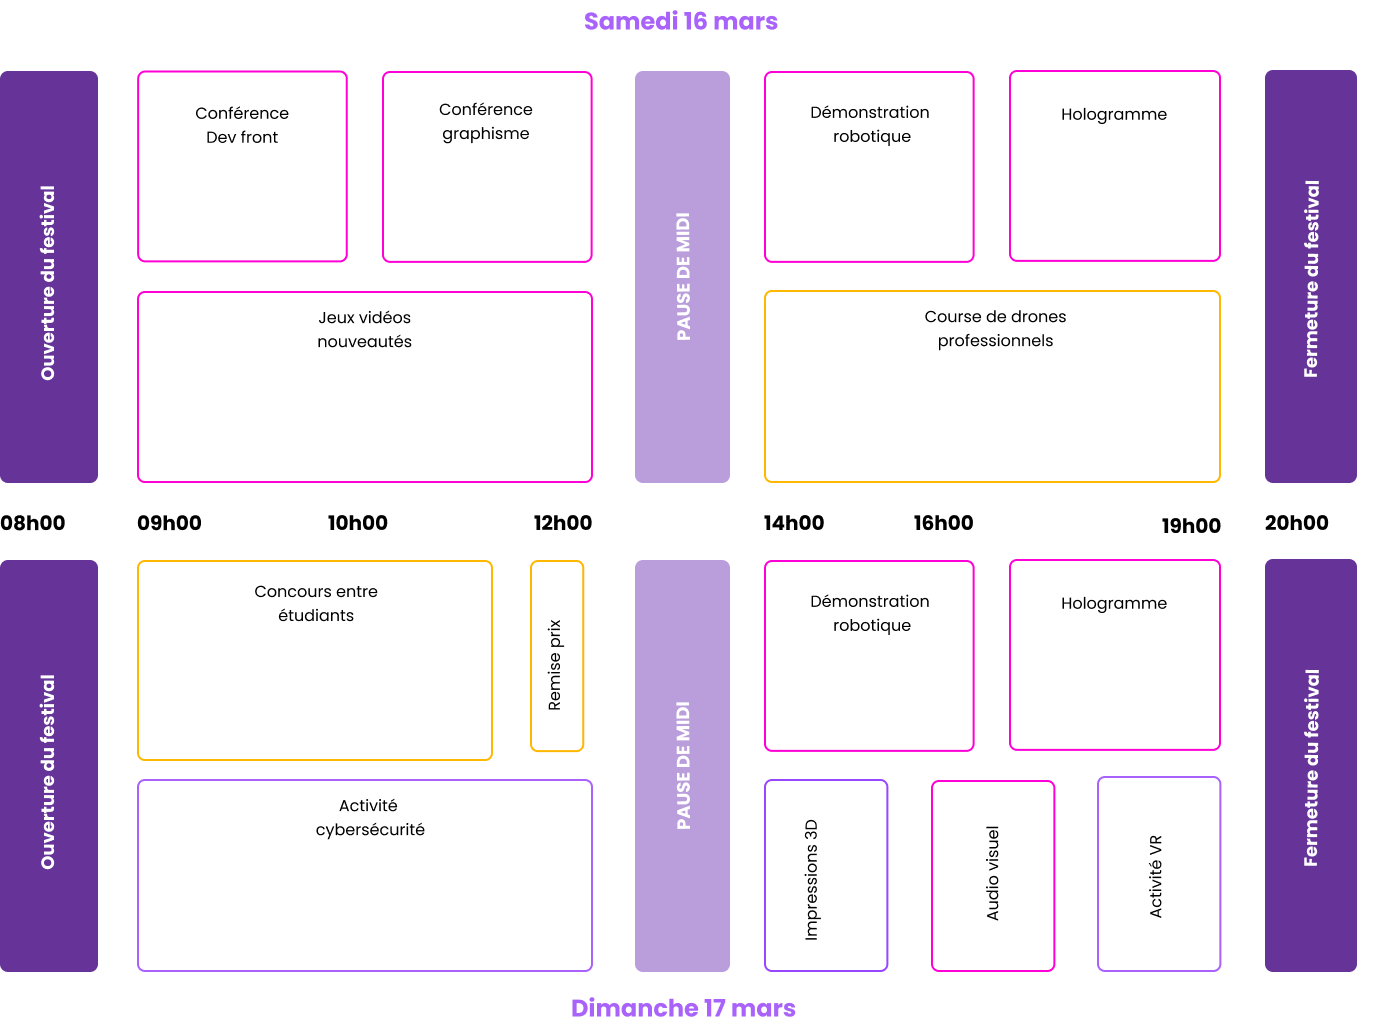 Samedi 16 mars
Ouverture du festival
Conférence
Dev front
Conférence
graphisme
Jeux vidéos
nouveautés
PAUSE DE MIDI
Démonstration
robotique
Hologramme
Course de drones
professionnels
Fermeture du festival
08h00
09h00
10h00
12h00
14h00
16h00
19h00
20h00
Ouverture du festival
Concours entre
étudiants
Remise prix
Activité
cybersécurité
PAUSE DE MIDI
Démonstration
robotique
Hologramme
Impressions 3D
Audio visuel
Activité VR
Fermeture du festival
Dimanche 17 mars